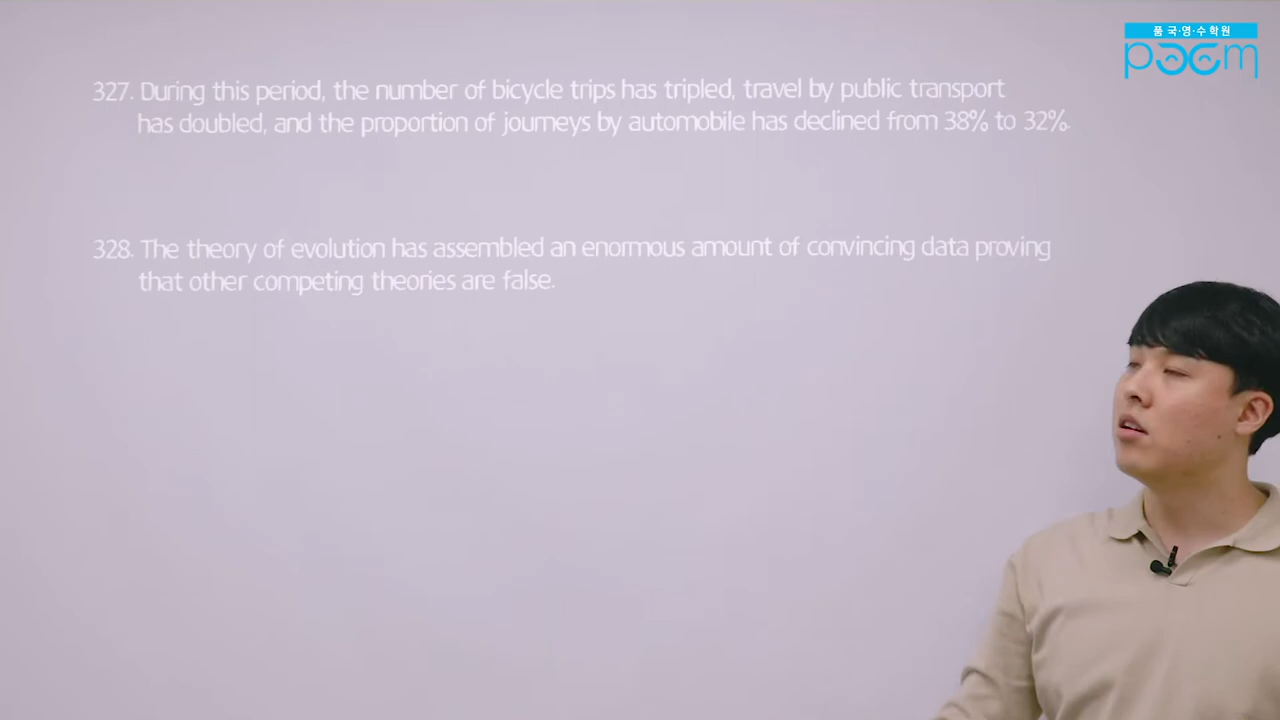 품 국·영·수 학원
poem
327. During this period, the number of bicycle trips has tripled, travel by public transport
has doubled, and the proportion of journeys by automobile has declined from 38% to 32%.
328. The theory of evolution has assembled an enormous amount of convincing data proving
that other competing theories are false.